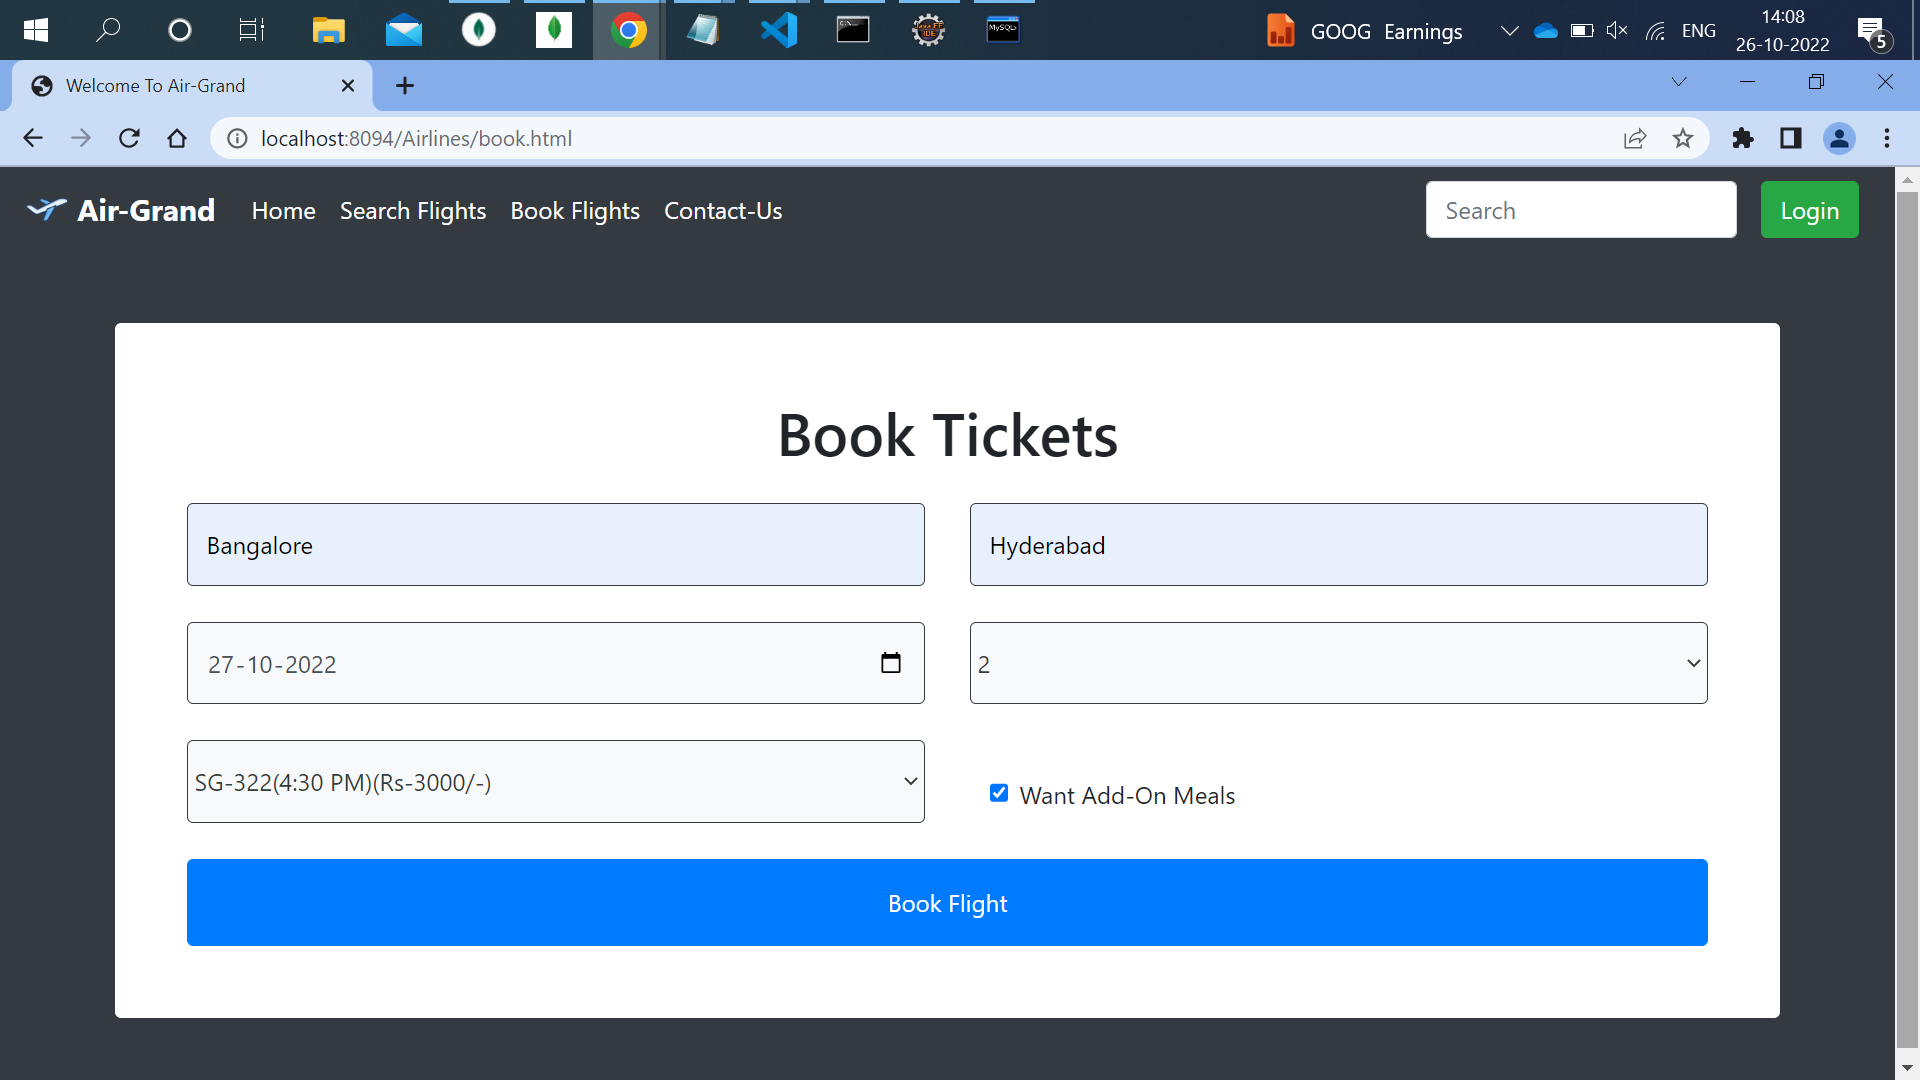 GOOG Earnings
ENG
14:08
26-10-2022
5
Welcome To Air-Grand
localhost:8094/Airlines/book.html
Air-Grand Home Search Flights Book Flights Contact-Us Search Login
Book Tickets
Bangalore Hyderabad
27-10-2022 2
SG-322(4:30 PM)(Rs-3000/-) Want Add-On Meals
Book Flight